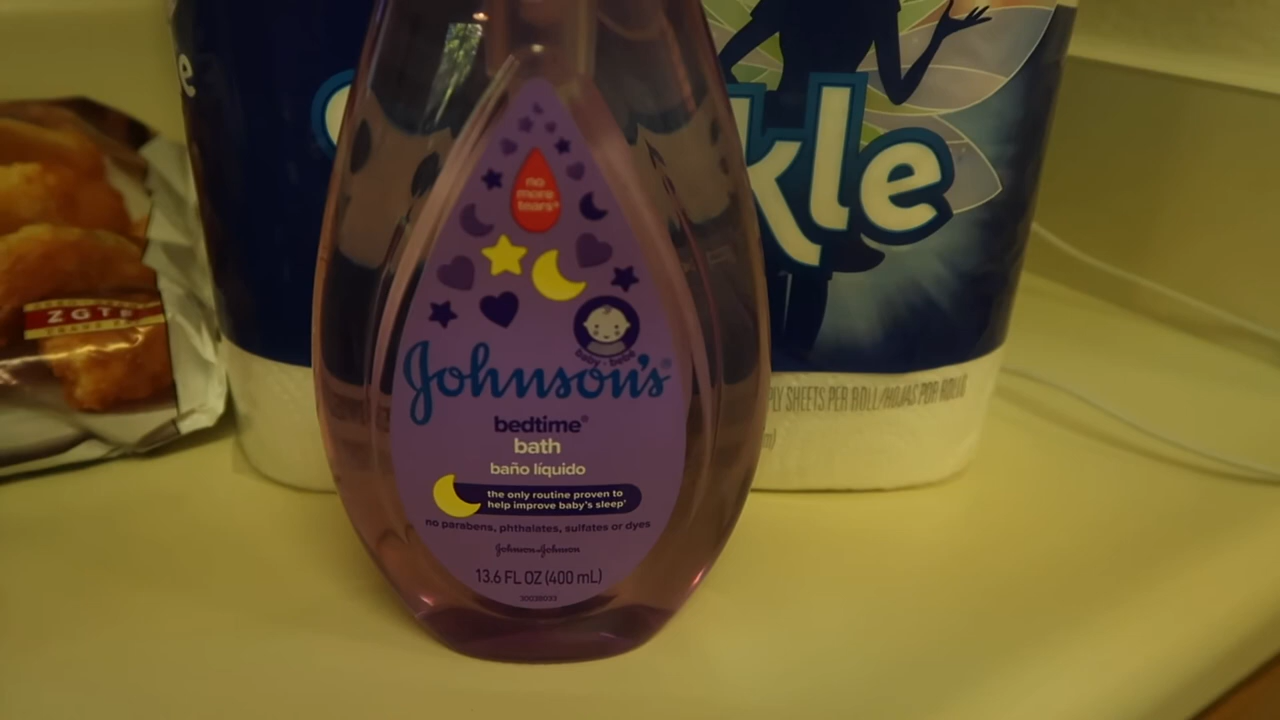 e
kle
ZGTF
no
more
tears®
baby • bebé
Johnson's®
bedtime®
bath
baño líquido
the only routine proven to
help improve baby's sleep*
no parabens, phthalates, sulfates or dyes
Johnson & Johnson
13.6 FL OZ (400 mL)
PLY SHEETS PER ROLL/HOJAS POR ROLLO